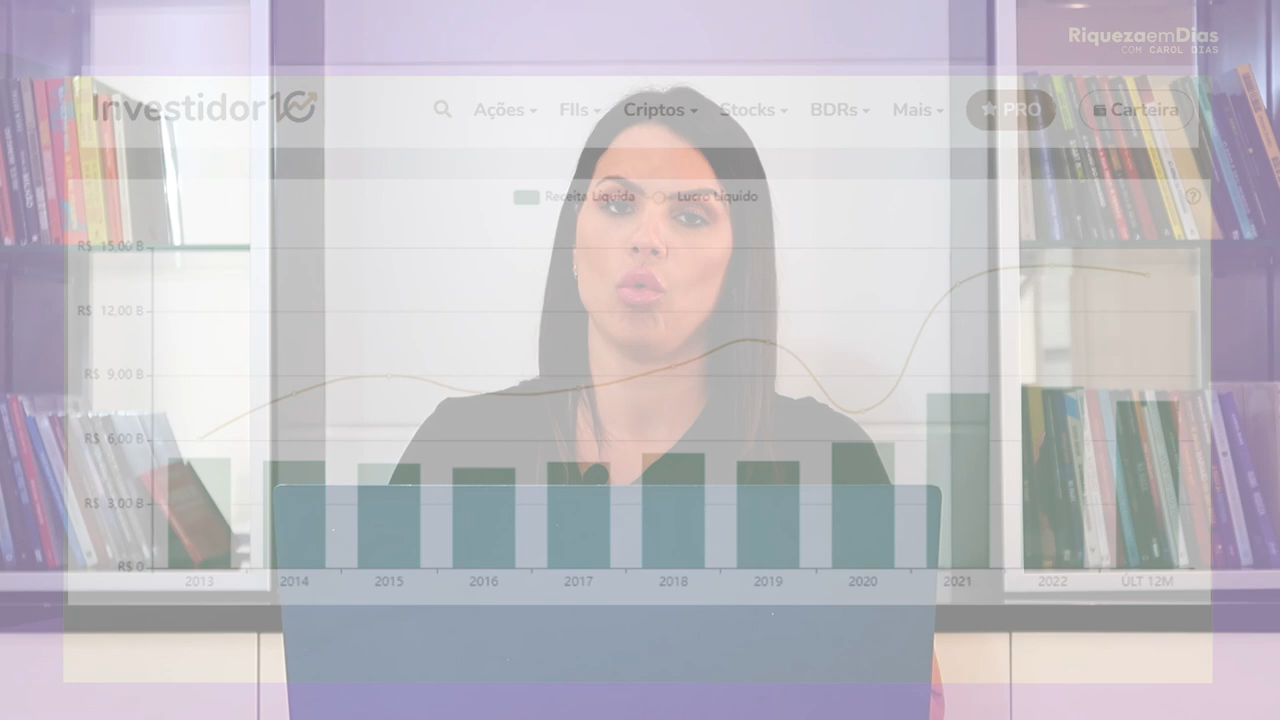 RiquezaemDias
COM CAROL DIAS
Investidor10
Ações FIIs Criptos Stocks BDRs Mais PRO Carteira
Receita Líquida Lucro Líquido
R$ 15,00 B
R$ 12,00 B
R$ 9,00 B
R$ 6,00 B
R$ 3,00 B
R$ 0
2013 2014 2015 2016 2017 2018 2019 2020 2021 2022 ÚLT 12M